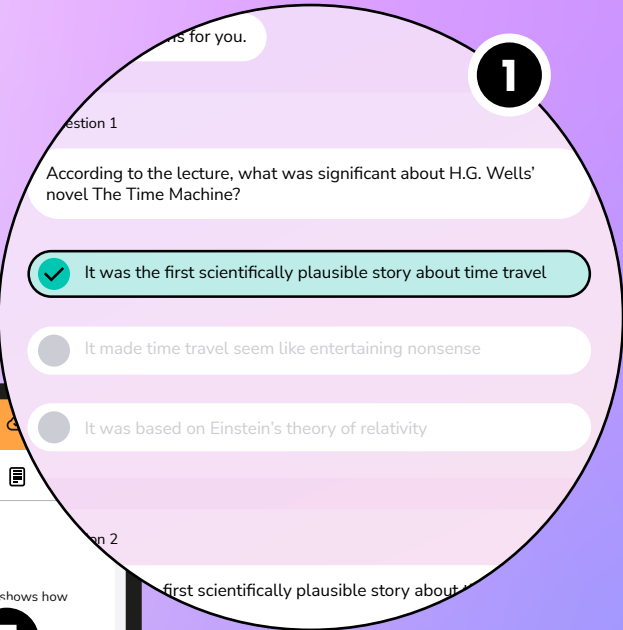 for you.
1
estion 1
According to the lecture, what was significant about H.G. Wells’
novel The Time Machine?
It was the first scientifically plausible story about time travel
It made time travel seem like entertaining nonsense
It was based on Einstein’s theory of relativity
on 2
first scientifically plausible story about
shows how